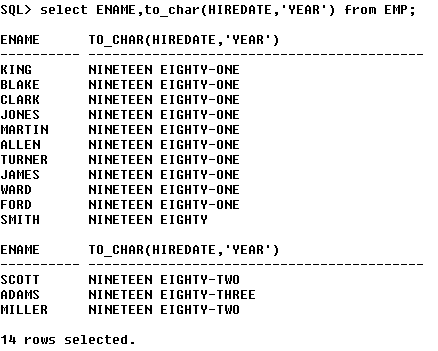 SQL> select ENAME,to_char(HIREDATE,'YEAR') from EMP;
ENAME      TO_CHAR(HIREDATE,'YEAR')
---------- ------------------------------------------
KING       NINETEEN EIGHTY-ONE
BLAKE      NINETEEN EIGHTY-ONE
CLARK      NINETEEN EIGHTY-ONE
JONES      NINETEEN EIGHTY-ONE
MARTIN     NINETEEN EIGHTY-ONE
ALLEN      NINETEEN EIGHTY-ONE
TURNER     NINETEEN EIGHTY-ONE
JAMES      NINETEEN EIGHTY-ONE
WARD       NINETEEN EIGHTY-ONE
FORD       NINETEEN EIGHTY-ONE
SMITH      NINETEEN EIGHTY
ENAME      TO_CHAR(HIREDATE,'YEAR')
---------- ------------------------------------------
SCOTT      NINETEEN EIGHTY-TWO
ADAMS      NINETEEN EIGHTY-THREE
MILLER     NINETEEN EIGHTY-TWO
14 rows selected.